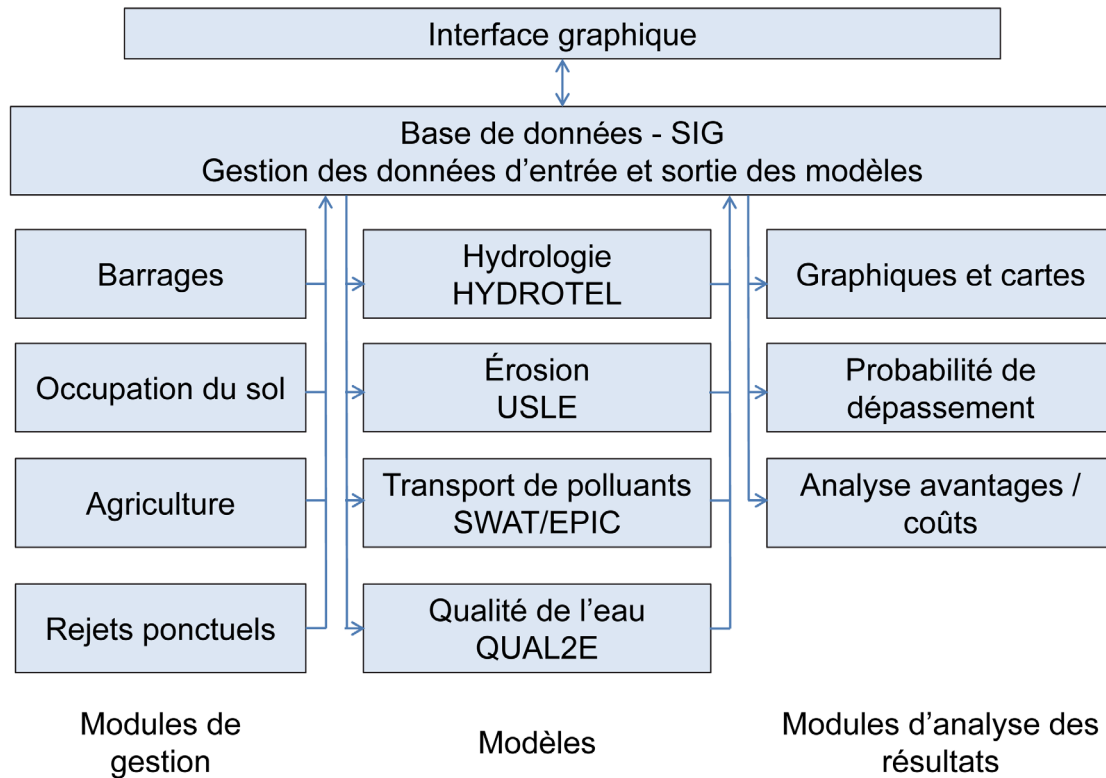 Interface graphique
Base de données - SIG
Gestion des données d’entrée et sortie des modèles
Barrages
Hydrologie
HYDROTEL
Graphiques et cartes
Occupation du sol
Érosion
USLE
Probabilité de
dépassement
Agriculture
Transport de polluants
SWAT/EPIC
Analyse avantages /
coûts
Rejets ponctuels
Qualité de l’eau
QUAL2E
Modules de
gestion
Modèles
Modules d’analyse des
résultats